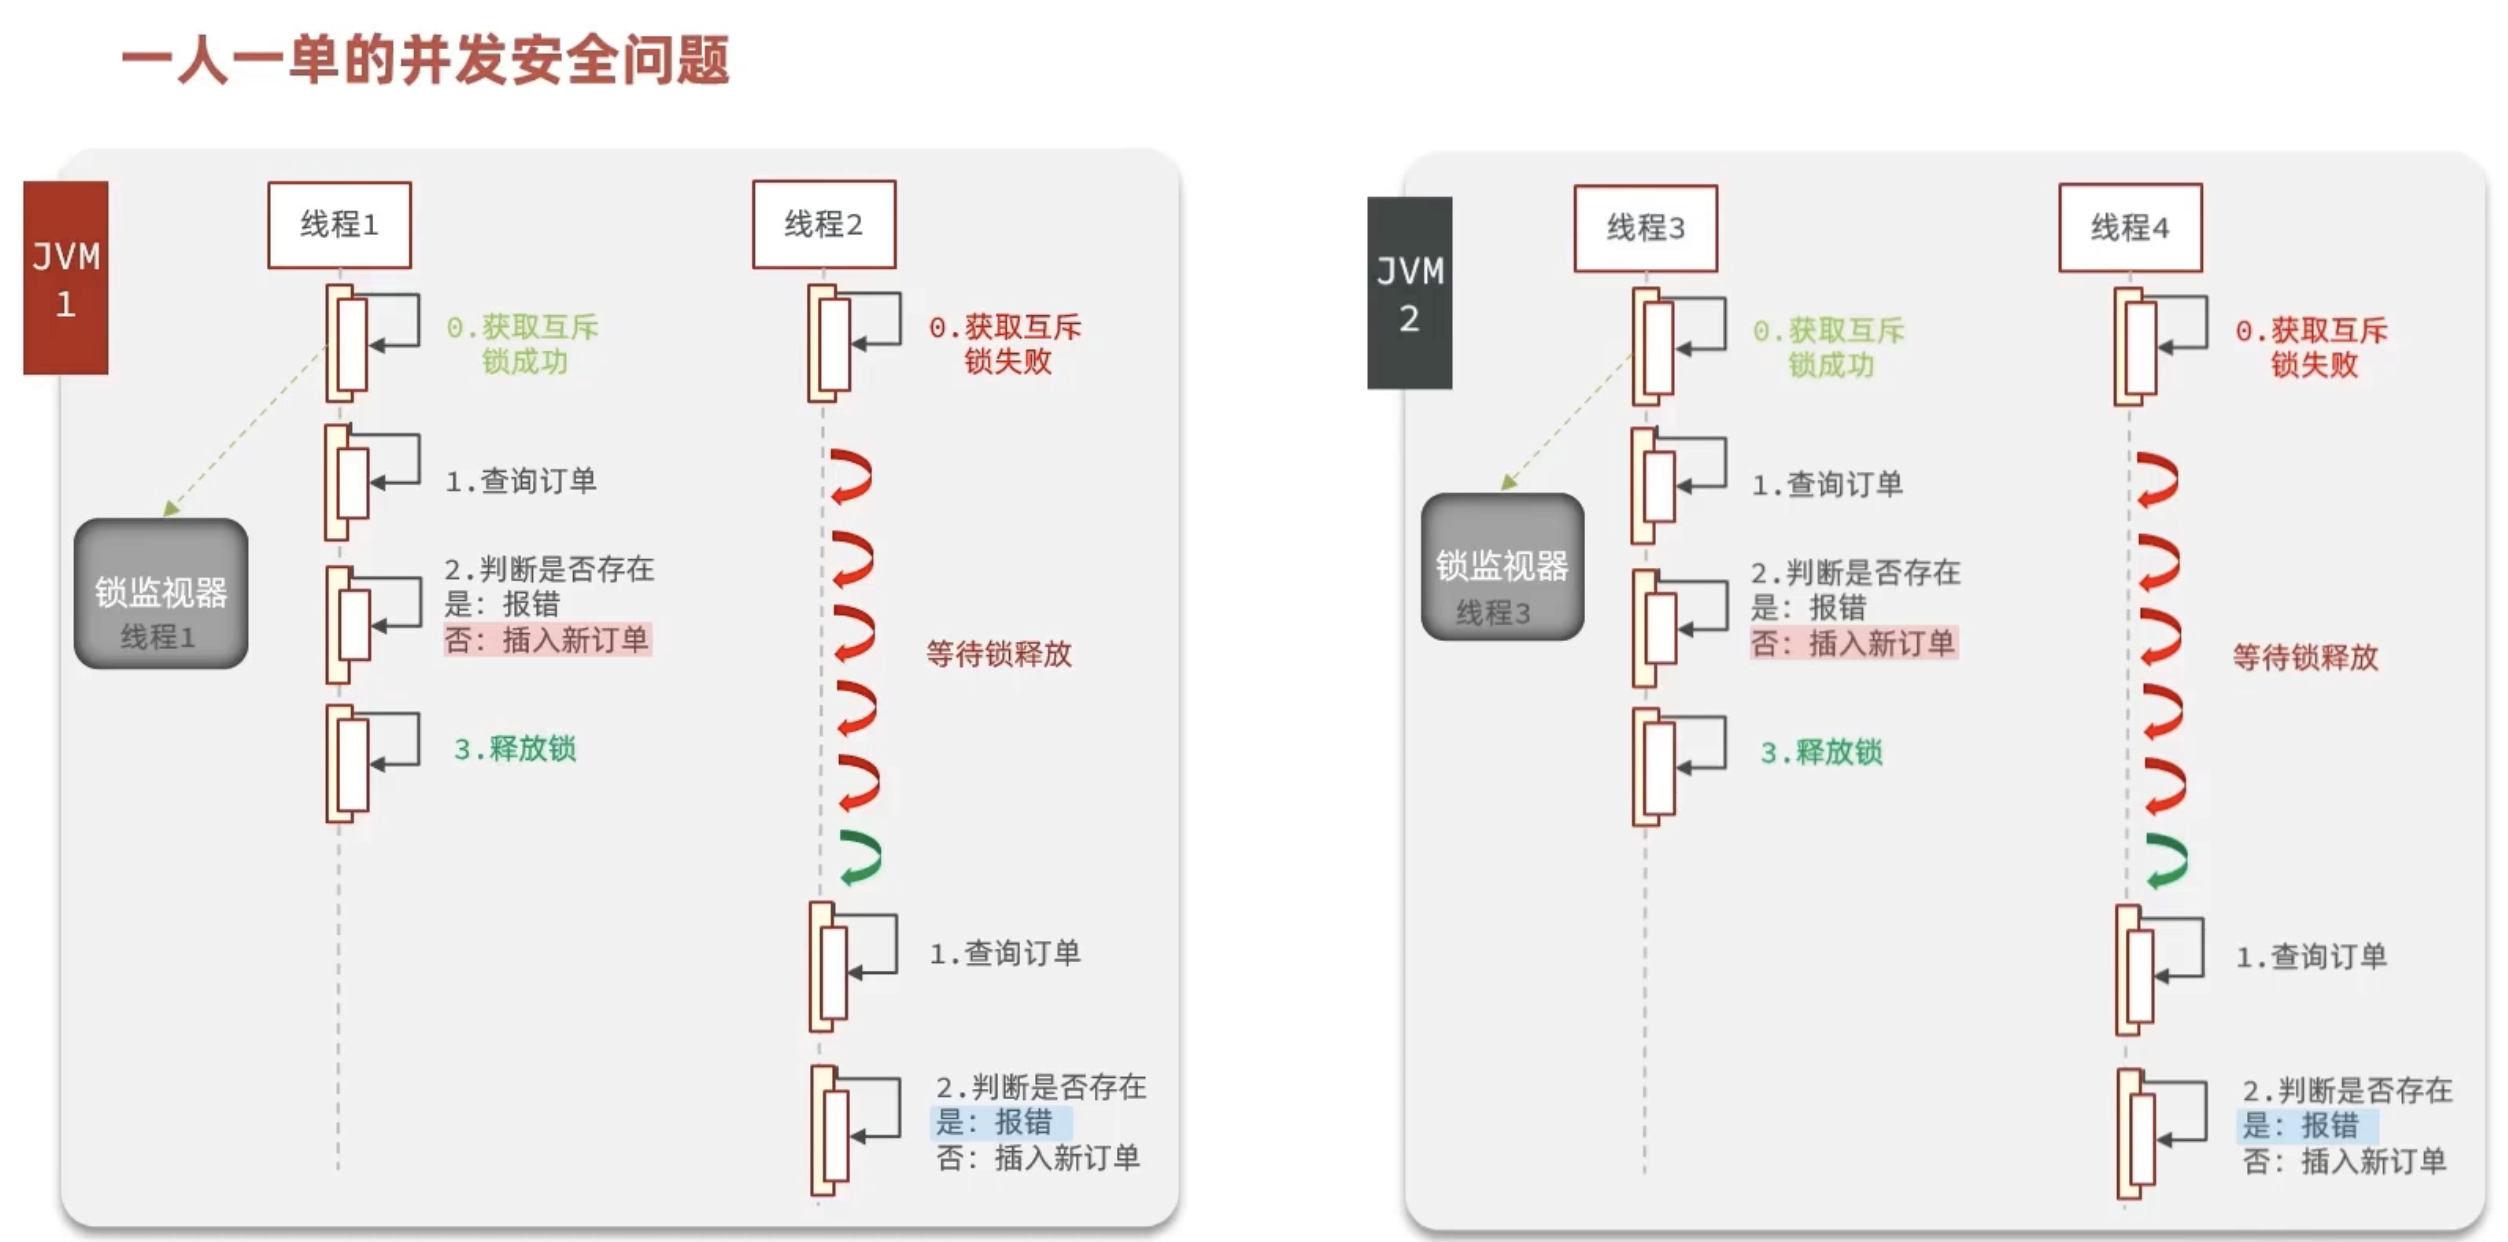 一人一单的并发安全问题
JVM
1
线程1
线程2
0.获取互斥
锁成功
0.获取互斥
锁失败
1.查询订单
锁监视器
线程1
2.判断是否存在
是：报错
否：插入新订单
等待锁释放
3.释放锁
1.查询订单
2.判断是否存在
是：报错
否：插入新订单
JVM
2
线程3
线程4
0.获取互斥
锁成功
0.获取互斥
锁失败
1.查询订单
锁监视器
线程3
2.判断是否存在
是：报错
否：插入新订单
等待锁释放
3.释放锁
1.查询订单
2.判断是否存在
是：报错
否：插入新订单